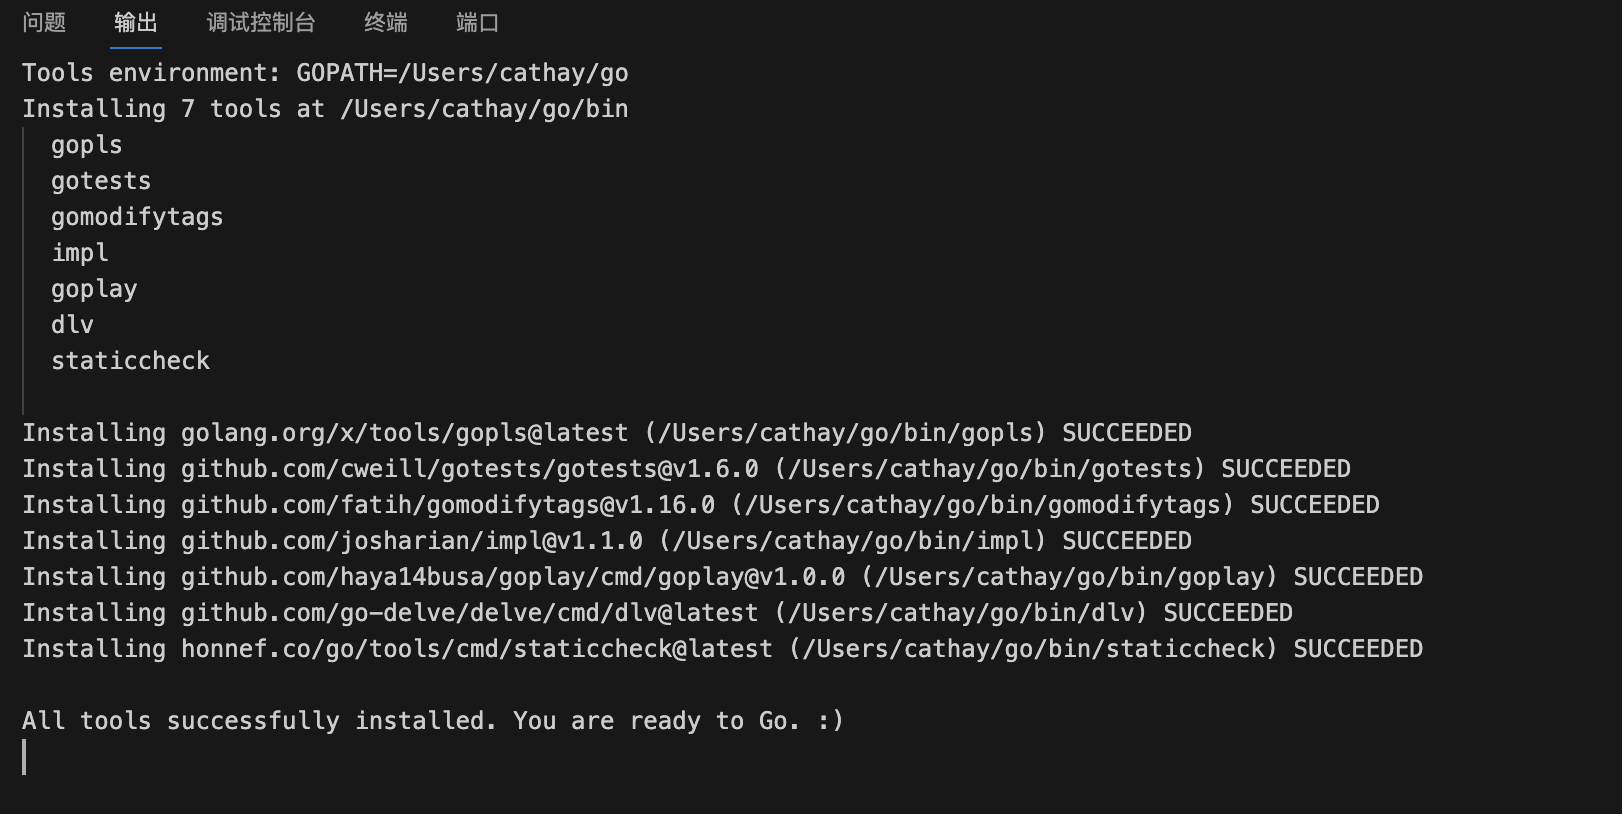 问题 输出 调试控制台 终端 端口
Tools environment: GOPATH=/Users/cathay/go
Installing 7 tools at /Users/cathay/go/bin
gopls
gotests
gomodifytags
impl
goplay
dlv
staticcheck
Installing golang.org/x/tools/gopls@latest (/Users/cathay/go/bin/gopls) SUCCEEDED
Installing github.com/cweill/gotests/gotests@v1.6.0 (/Users/cathay/go/bin/gotests) SUCCEEDED
Installing github.com/fatih/gomodifytags@v1.16.0 (/Users/cathay/go/bin/gomodifytags) SUCCEEDED
Installing github.com/josharian/impl@v1.1.0 (/Users/cathay/go/bin/impl) SUCCEEDED
Installing github.com/haya14busa/goplay/cmd/goplay@v1.0.0 (/Users/cathay/go/bin/goplay) SUCCEEDED
Installing github.com/go-delve/delve/cmd/dlv@latest (/Users/cathay/go/bin/dlv) SUCCEEDED
Installing honnef.co/go/tools/cmd/staticcheck@latest (/Users/cathay/go/bin/staticcheck) SUCCEEDED
All tools successfully installed. You are ready to Go. :)